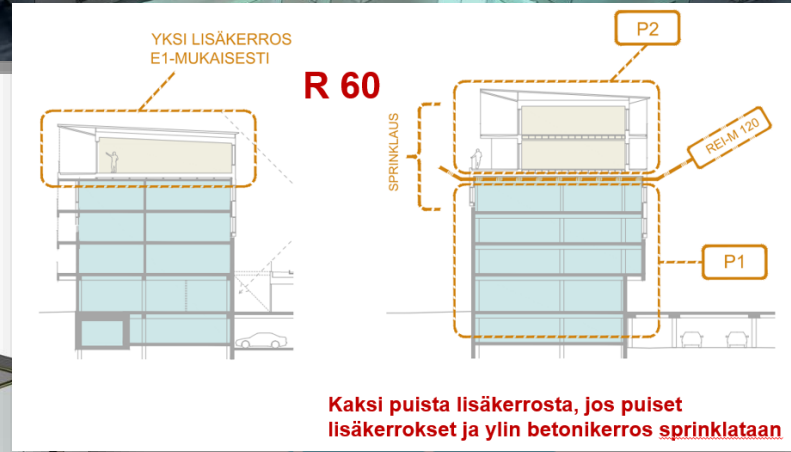 YKSI LISÄKERROS
E1-MUKAISESTI
R 60
P2
SPRINKLAUS
REI-M 120
P1
Kaksi puista lisäkerrosta, jos puiset
lisäkerrokset ja ylin betonikerros sprinklataan